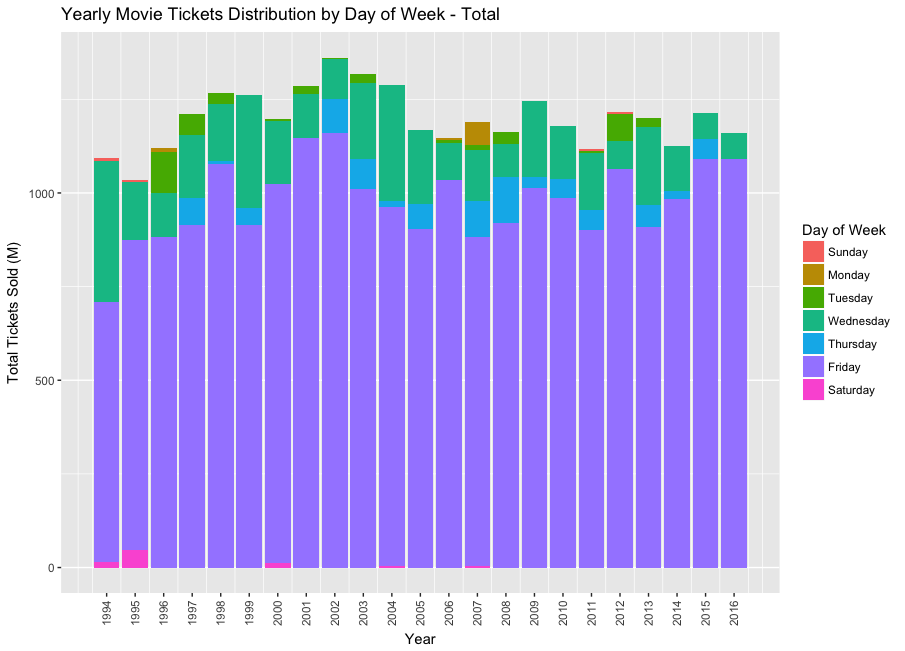 Yearly Movie Tickets Distribution by Day of Week - Total
Total Tickets Sold (M)
1000
500
0
1994 1995 1996 1997 1998 1999 2000 2001 2002 2003 2004 2005 2006 2007 2008 2009 2010 2011 2012 2013 2014 2015 2016
Year
Day of Week
Sunday
Monday
Tuesday
Wednesday
Thursday
Friday
Saturday